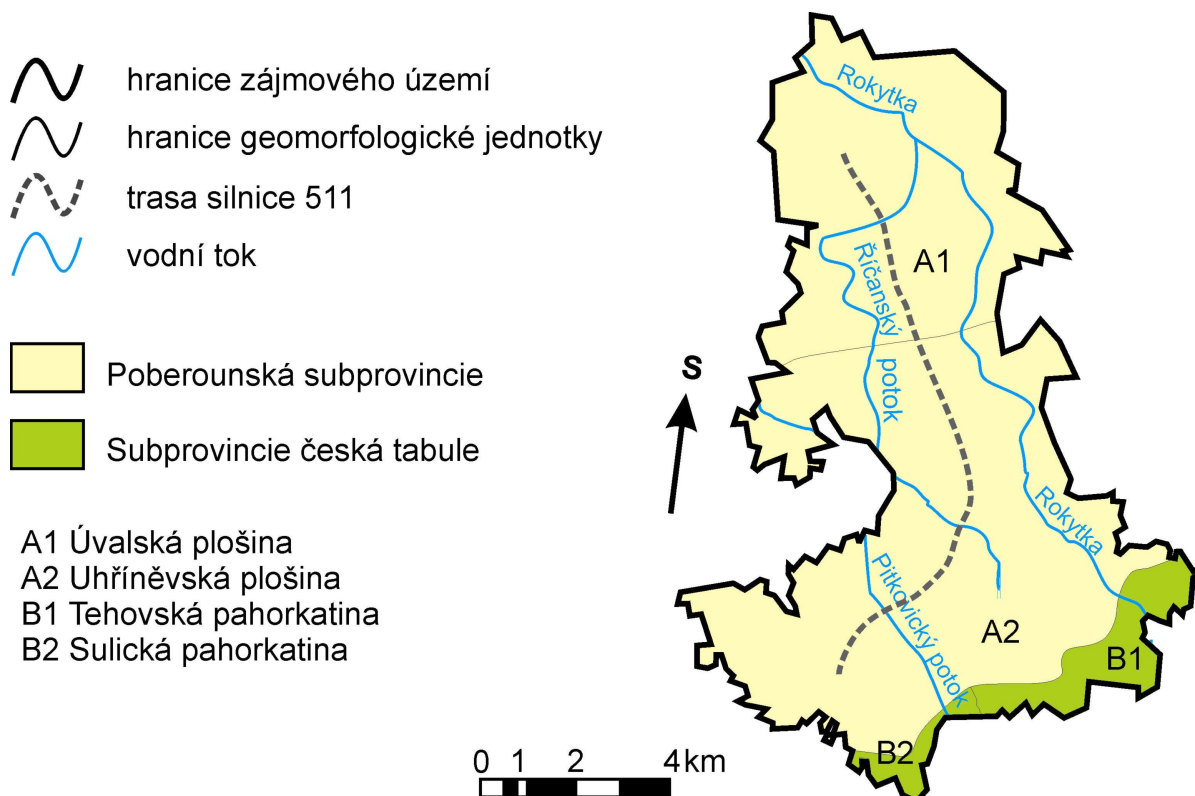 hranice zájmového území
hranice geomorfologické jednotky
trasa silnice 511
vodní tok
Poberounská subprovincie
Subprovincie česká tabule
A1 Úvalská plošina
A2 Uhříněvská plošina
B1 Tehovská pahorkatina
B2 Sulická pahorkatina
S
0 1 2 4 km
Rokytka
Říčanský potok
A1
Rokytka
Pitkovický potok
A2
B1
B2